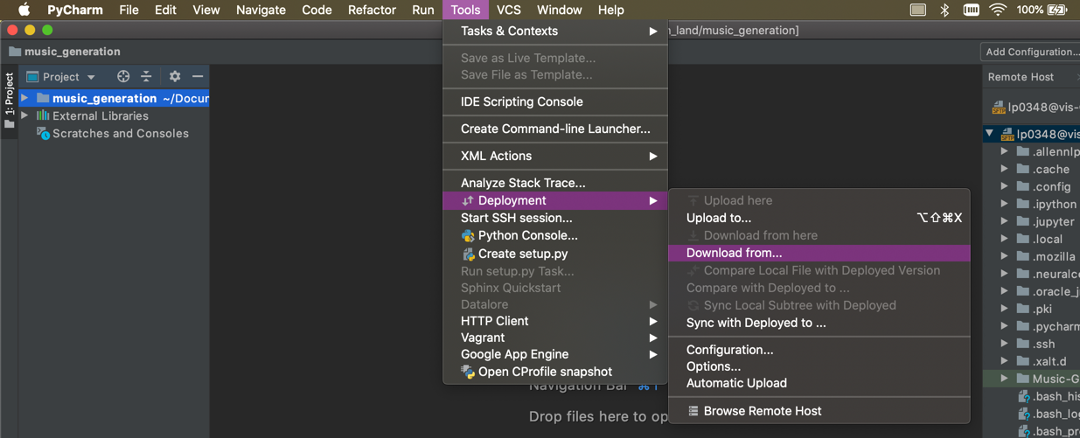 PyCharm File Edit View Navigate Code Refactor Run Tools VCS Window Help 100%
_land/music_generation]
music_generation
Add Configuration...
1: Project
Project
music_generation ~/Docum
External Libraries
Scratches and Consoles
Tasks & Contexts
Save as Live Template...
Save File as Template...
IDE Scripting Console
Create Command-line Launcher...
XML Actions
Analyze Stack Trace...
Deployment
Start SSH session...
Python Console...
Create setup.py
Run setup.py Task...
Sphinx Quickstart
Datalore
HTTP Client
Vagrant
Google App Engine
Open CProfile snapshot
Navigation Bar ⌘↑
Drop files here to op
Upload here
Upload to... ⌥⇧⌘X
Download from here
Download from...
Compare Local File with Deployed Version
Compare with Deployed to ...
Sync Local Subtree with Deployed
Sync with Deployed to ...
Configuration...
Options...
Automatic Upload
Browse Remote Host
Remote Host
lp0348@vis-
lp0348@vis
.allennlp
.cache
.config
.ipython
.jupyter
.local
.mozilla
.neuralco
.oracle_j
.pki
.pycharm
.ssh
.xalt.d
Music-G
.bash_his
.bash_log
.bash_pro